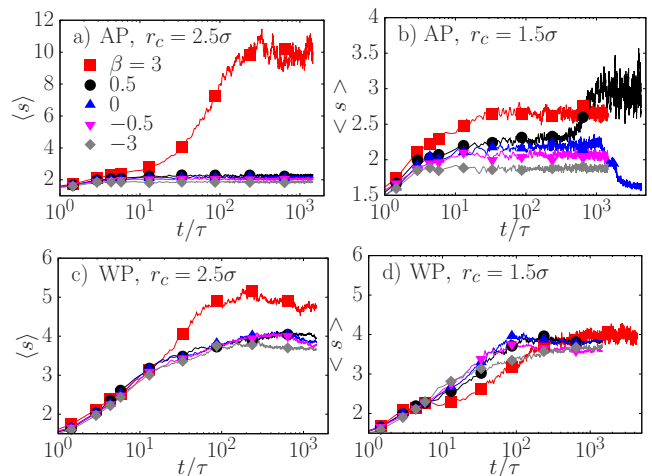 a) AP, r_c = 2.5σ
⟨s⟩
12
10
8
6
4
2
β = 3
0.5
0
−0.5
−3
10^0 10^1 10^2 10^3
t/τ
b) AP, r_c = 1.5σ
< s >
4
3.5
3
2.5
2
1.5
10^0 10^1 10^2 10^3
t/τ
c) WP, r_c = 2.5σ
⟨s⟩
6
5
4
3
2
10^0 10^1 10^2 10^3
t/τ
d) WP, r_c = 1.5σ
< s >
6
5
4
3
2
10^0 10^1 10^2 10^3
t/τ